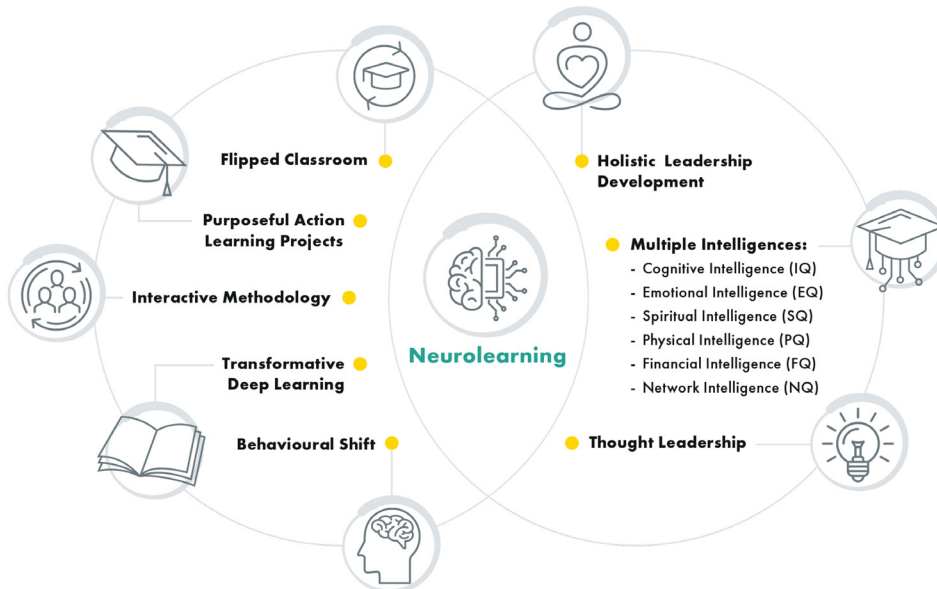 Flipped Classroom
Purposeful Action
Learning Projects
Interactive Methodology
Transformative
Deep Learning
Behavioural Shift
Neurolearning
Holistic Leadership
Development
Multiple Intelligences:
- Cognitive Intelligence (IQ)
- Emotional Intelligence (EQ)
- Spiritual Intelligence (SQ)
- Physical Intelligence (PQ)
- Financial Intelligence (FQ)
- Network Intelligence (NQ)
Thought Leadership